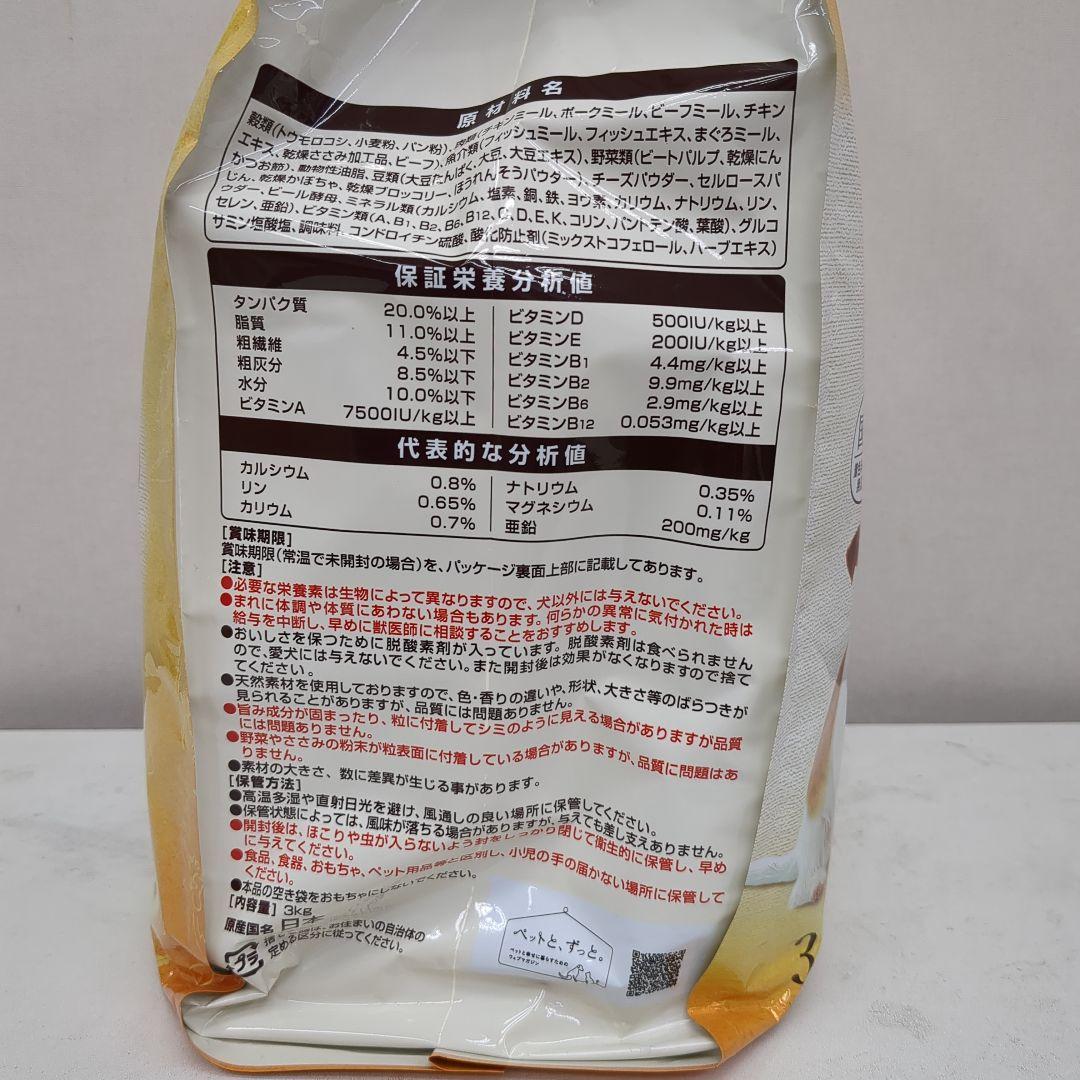 原材料名
穀類(トウモロコシ、小麦粉、パン粉)、肉類(チキンミール、ポークミール、ビーフミール、チキン
エキス、乾燥ささみ加工品、ビーフ)、魚介類(フィッシュミール、フィッシュエキス、まぐろミール、
かつお節)、動物性油脂、豆類(大豆たんぱく、大豆、大豆エキス)、野菜類(ビートパルプ、乾燥にん
じん、乾燥かぼちゃ、乾燥ブロッコリー、ほうれんそうパウダー)、チーズパウダー、セルロースパ
ウダー、ビール酵母、ミネラル類(カルシウム、塩素、銅、鉄、ヨウ素、カリウム、ナトリウム、リン、
セレン、亜鉛)、ビタミン類(A、B1、B2、B6、B12、C、D、E、K、コリン、パントテン酸、葉酸)、グルコ
サミン塩酸塩、調味料、コンドロイチン硫酸、酸化防止剤(ミックストコフェロール、ハーブエキス)
保証栄養分析値
タンパク質 20.0%以上
脂質 11.0%以上
粗繊維 4.5%以下
粗灰分 8.5%以下
水分 10.0%以下
ビタミンA 7500IU/kg以上
ビタミンD 500IU/kg以上
ビタミンE 200IU/kg以上
ビタミンB1 4.4mg/kg以上
ビタミンB2 9.9mg/kg以上
ビタミンB6 2.9mg/kg以上
ビタミンB12 0.053mg/kg以上
代表的な分析値
カルシウム 0.8%
リン 0.65%
カリウム 0.7%
ナトリウム 0.35%
マグネシウム 0.11%
亜鉛 200mg/kg
[賞味期限]
賞味期限(常温で未開封の場合)を、パッケージ裏面上部に記載してあります。
[注意]
●必要な栄養素は生物によって異なりますので、犬以外には与えないでください。
●まれに体調や体質にあわない場合もあります。何らかの異常に気付かれた時は
給与を中断し、早めに獣医師に相談することをおすすめします。
●おいしさを保つために脱酸素剤が入っています。脱酸素剤は食べられません
ので、愛犬には与えないでください。また開封後は効果がなくなりますので捨て
てください。
●天然素材を使用しておりますので、色・香りの違いや、形状、大きさ等のばらつきが
見られることがありますが、品質には問題ありません。
●旨み成分が固まったり、粒に付着してシミのように見える場合がありますが品質
には問題ありません。
●野菜やささみの粉末が粒表面に付着している場合がありますが、品質に問題はあ
りません。
●素材の大きさ、数に差異が生じる事があります。
[保管方法]
●高温多湿や直射日光を避け、風通しの良い場所に保管してください。
●保管状態によっては、風味が落ちる場合がありますが、与えても差し支えありません。
●開封後は、ほこりや虫が入らないよう封をしっかり閉じて衛生的に保管し、早め
に与えてください。
●食品、食器、おもちゃ、ペット用品等と区別し、小児の手の届かない場所に保管して
ください。
●本品の空き袋をおもちゃにしないでください。
[内容量] 3kg
原産国名 日本
お住まいの自治体の
定める区分に従ってください。
プラ
ペットと、ずっと。
ペットと幸せに暮らすための
ウェブマガジン
3